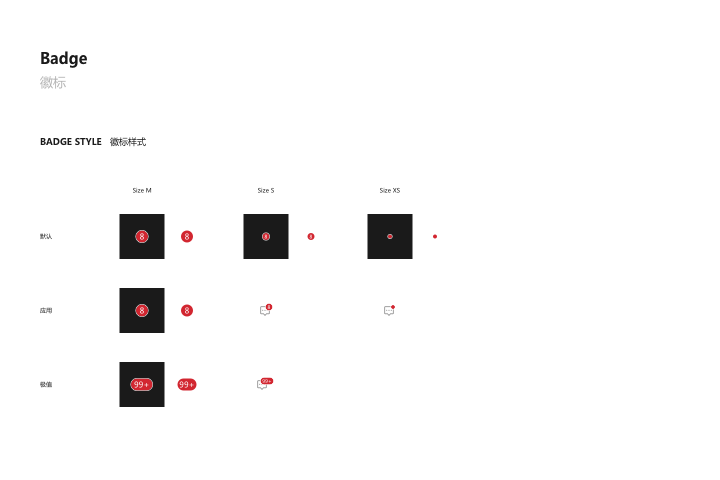 Badge
徽标
BADGE STYLE 徽标样式
Size M Size S Size XS
默认 8 8 8 8
应用 8 8 8
极值 99+ 99+ 99+